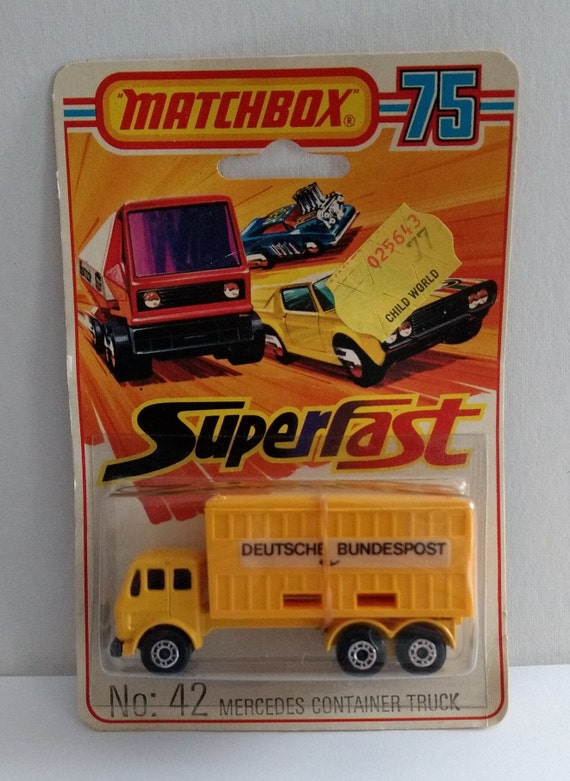 "MATCHBOX"® 75
025643
77
CHILD WORLD
Superfast
DEUTSCHE BUNDESPOST
No: 42 MERCEDES CONTAINER TRUCK